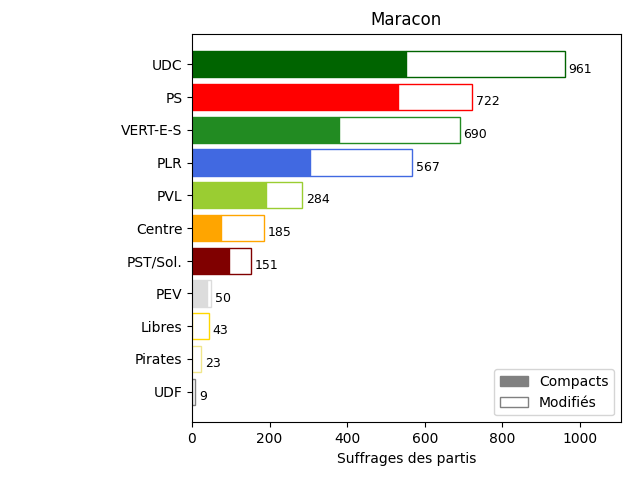 Maracon
UDC 961
PS 722
VERT-E-S 690
PLR 567
PVL 284
Centre 185
PST/Sol. 151
PEV 50
Libres 43
Pirates 23
UDF 9
Compacts
Modifiés
0 200 400 600 800 1000
Suffrages des partis